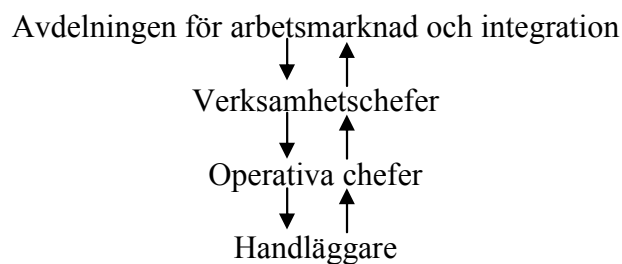 Avdelningen för arbetsmarknad och integration
Verksamhetschefer
Operativa chefer
Handläggare